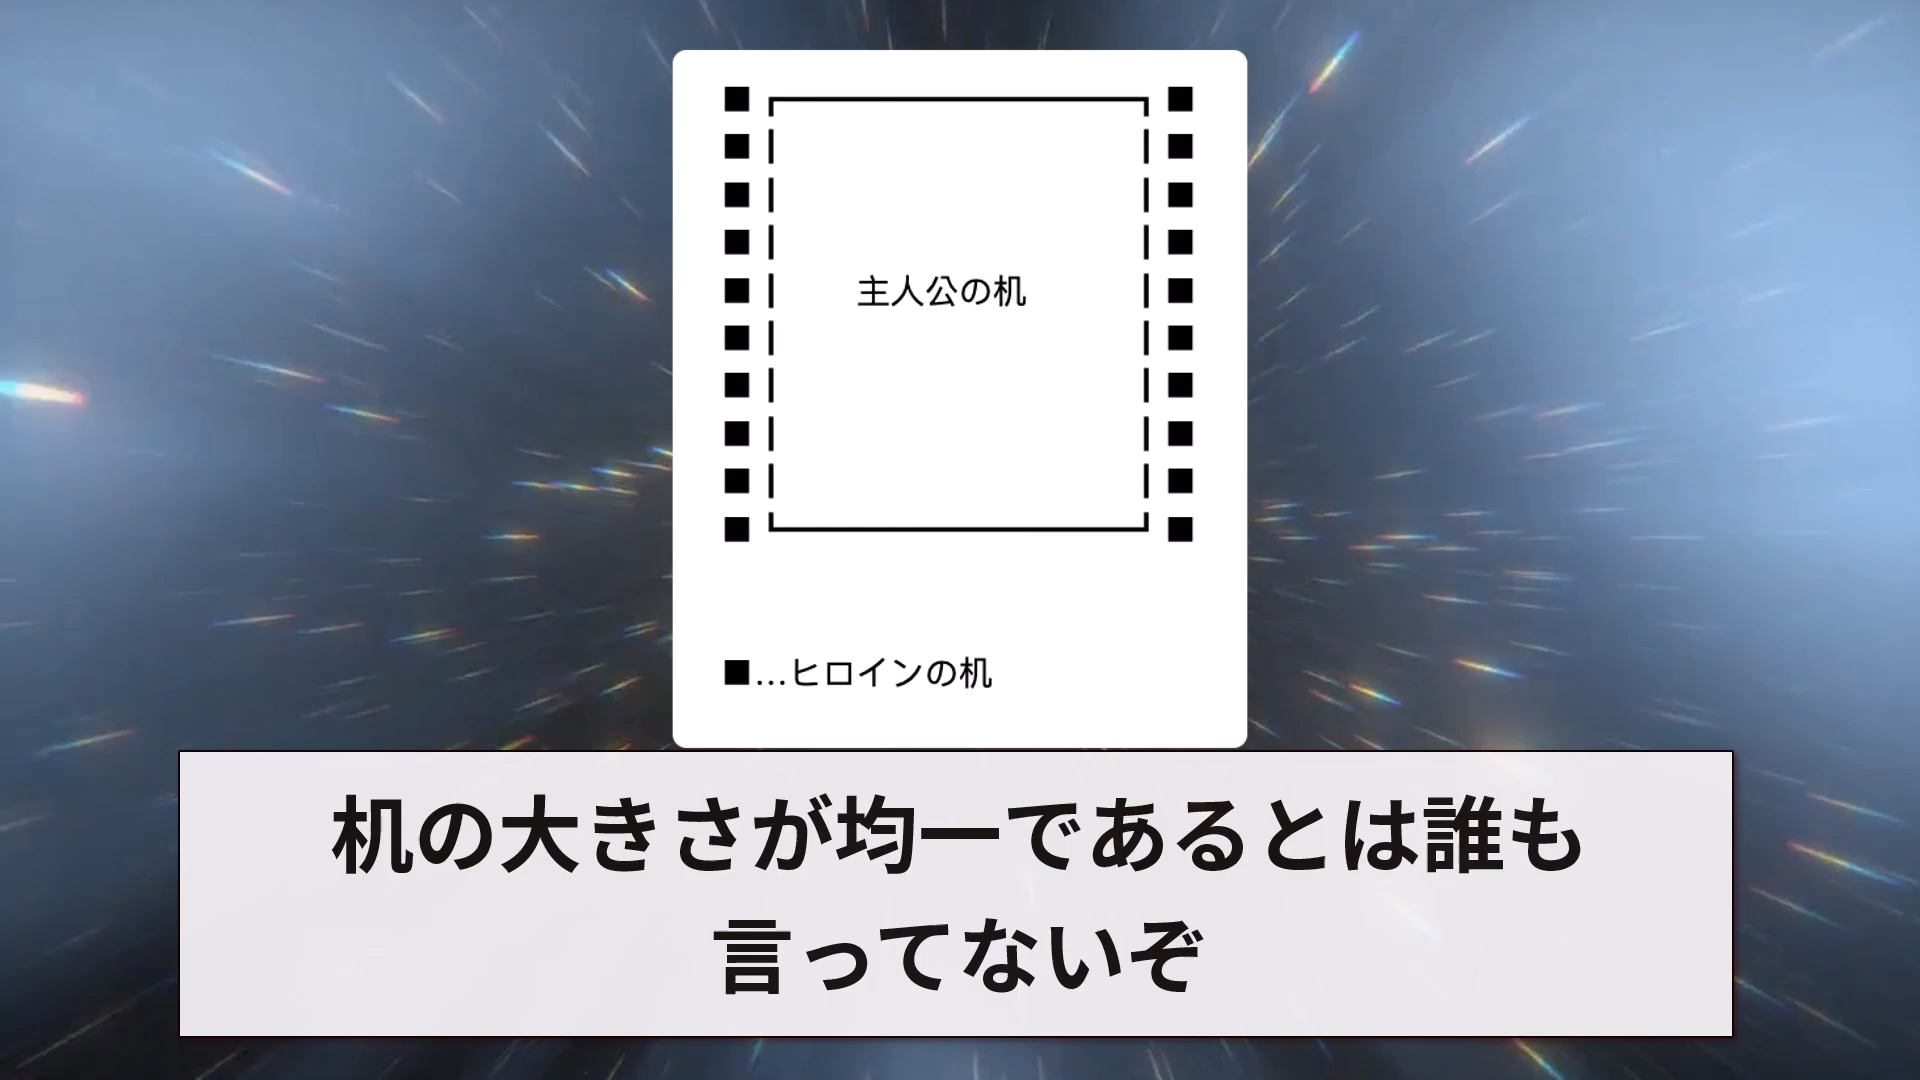 主人公の机
■…ヒロインの机
机の大きさが均一であるとは誰も
言ってないぞ